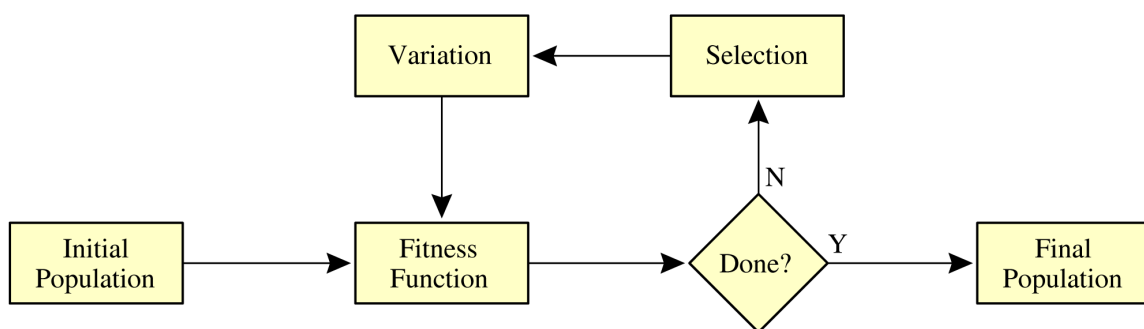 Variation
Selection
N
Initial
Population
Fitness
Function
Done?
Y
Final
Population